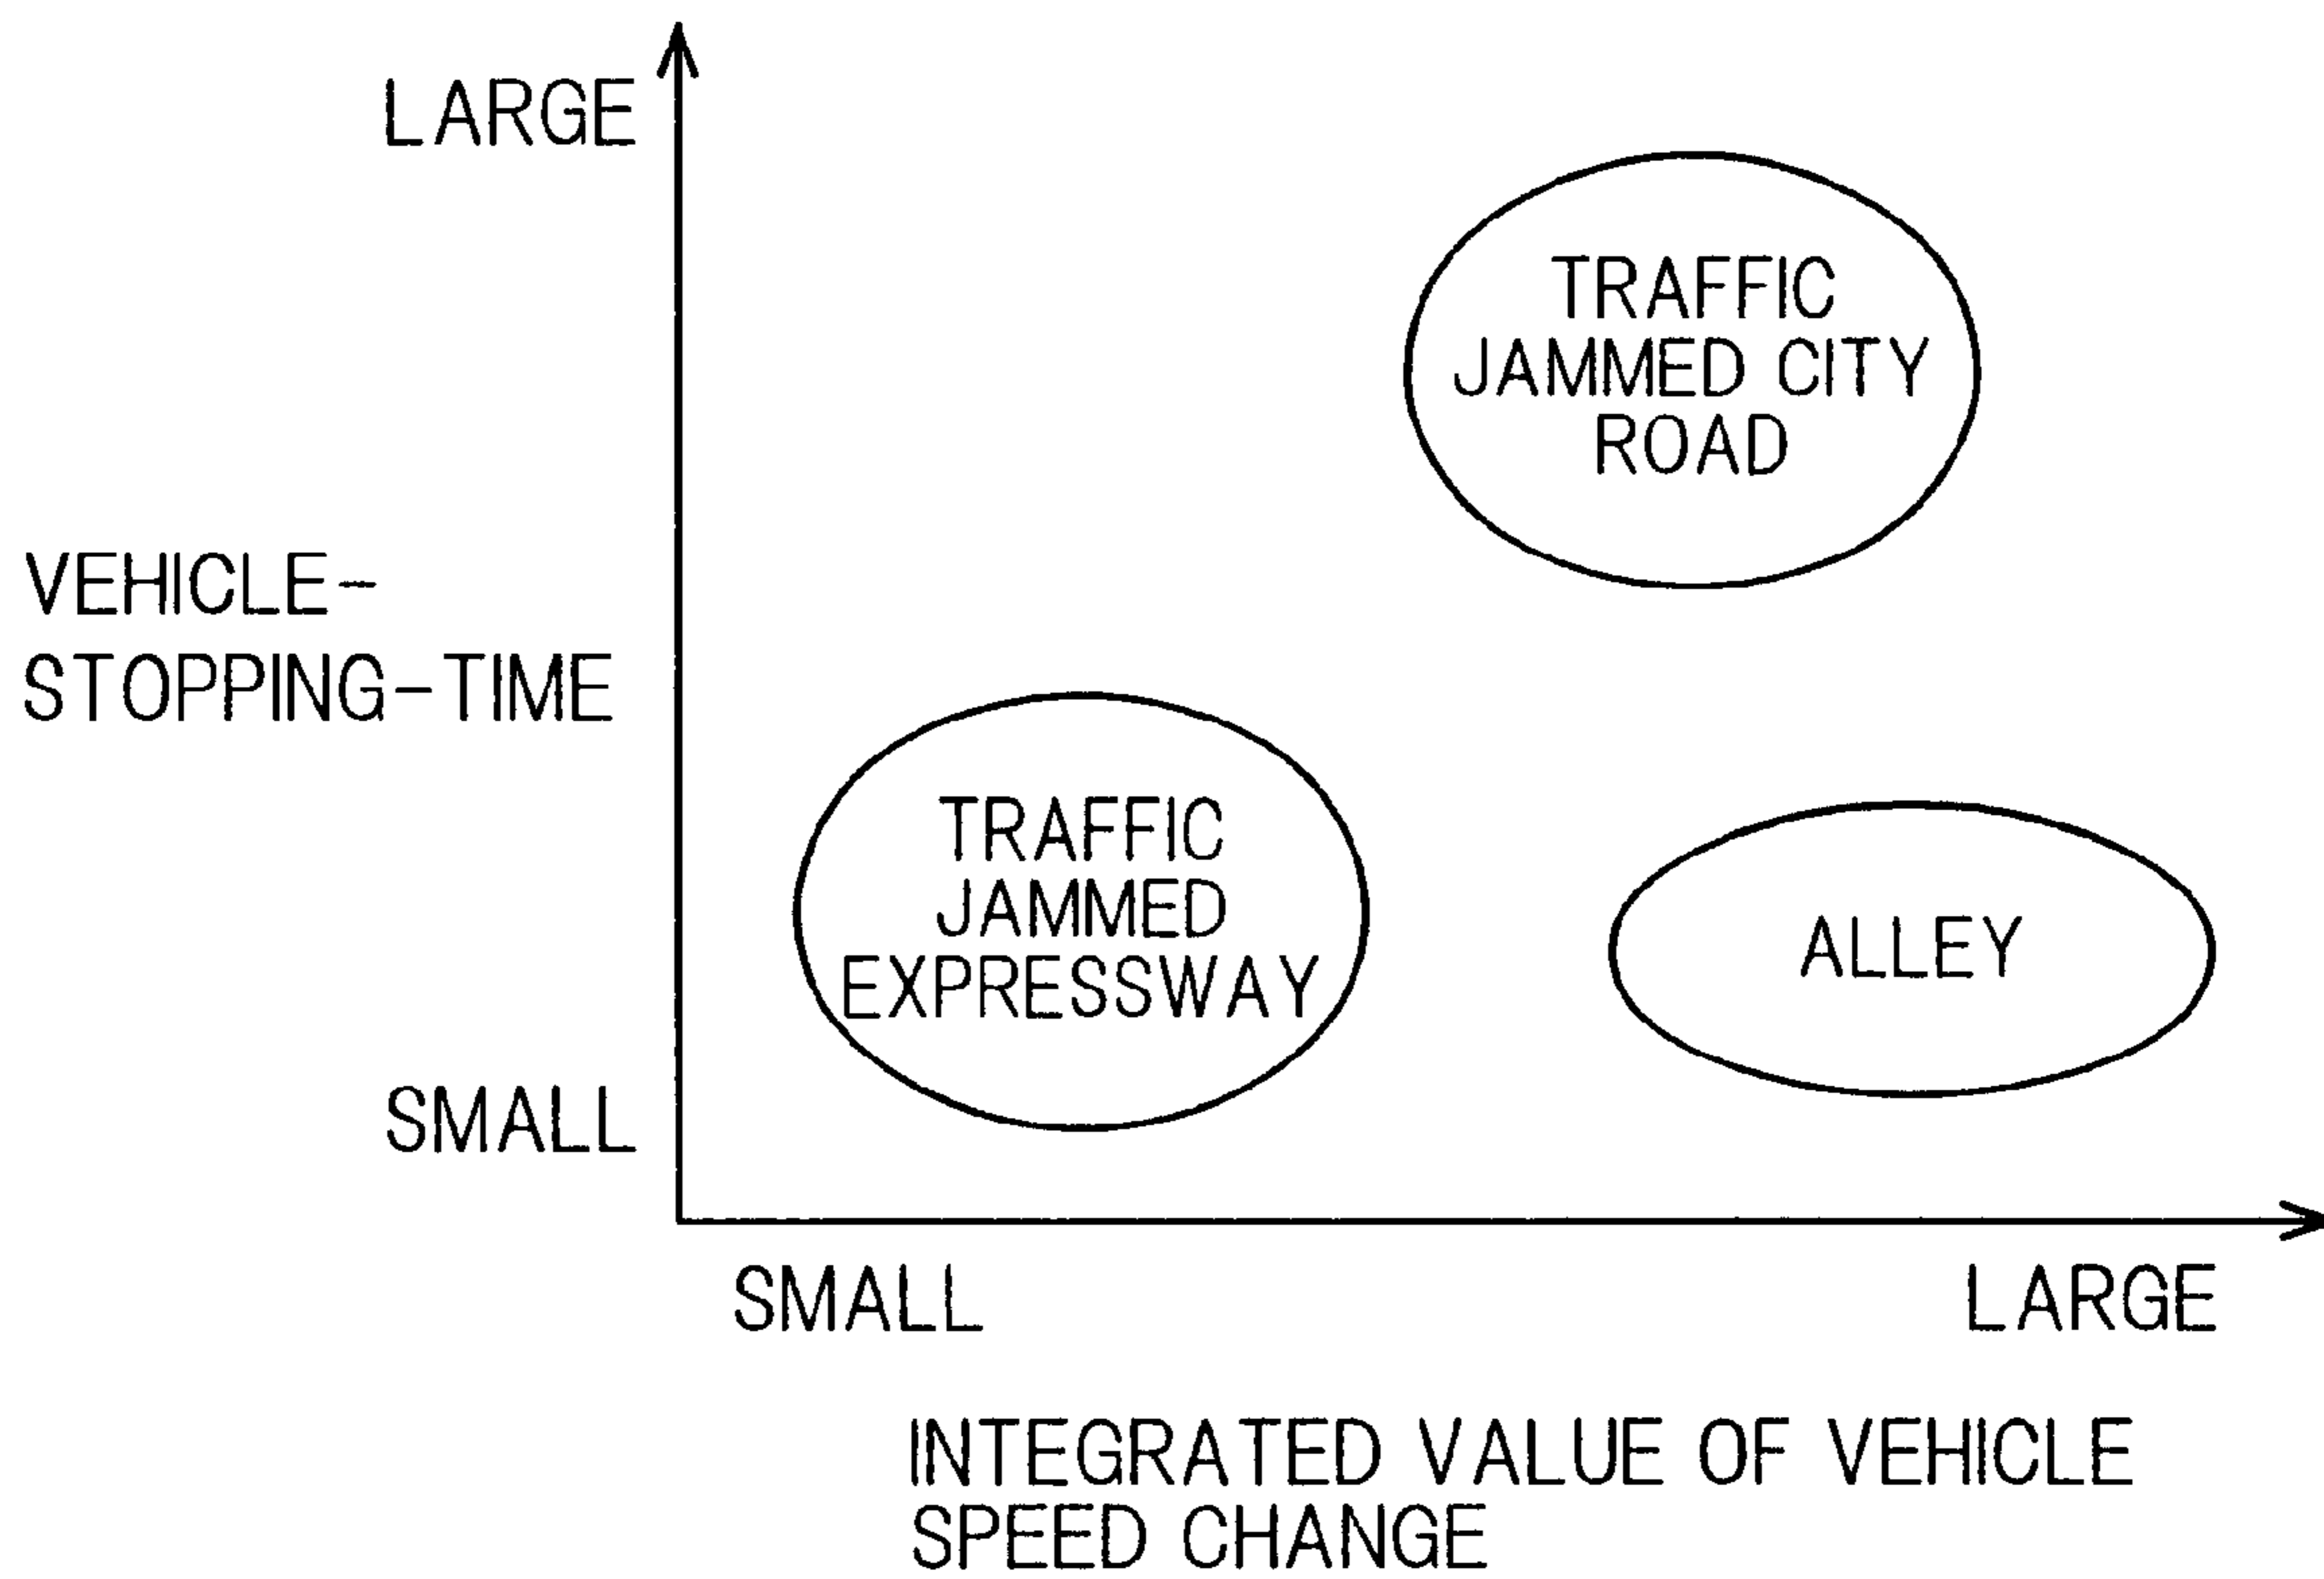 LARGE
TRAFFIC
JAMMED CITY
ROAD
VEHICLE-
STOPPING-TIME
TRAFFIC
JAMMED
EXPRESSWAY
ALLEY
SMALL
SMALL
LARGE
INTEGRATED VALUE OF VEHICLE
SPEED CHANGE